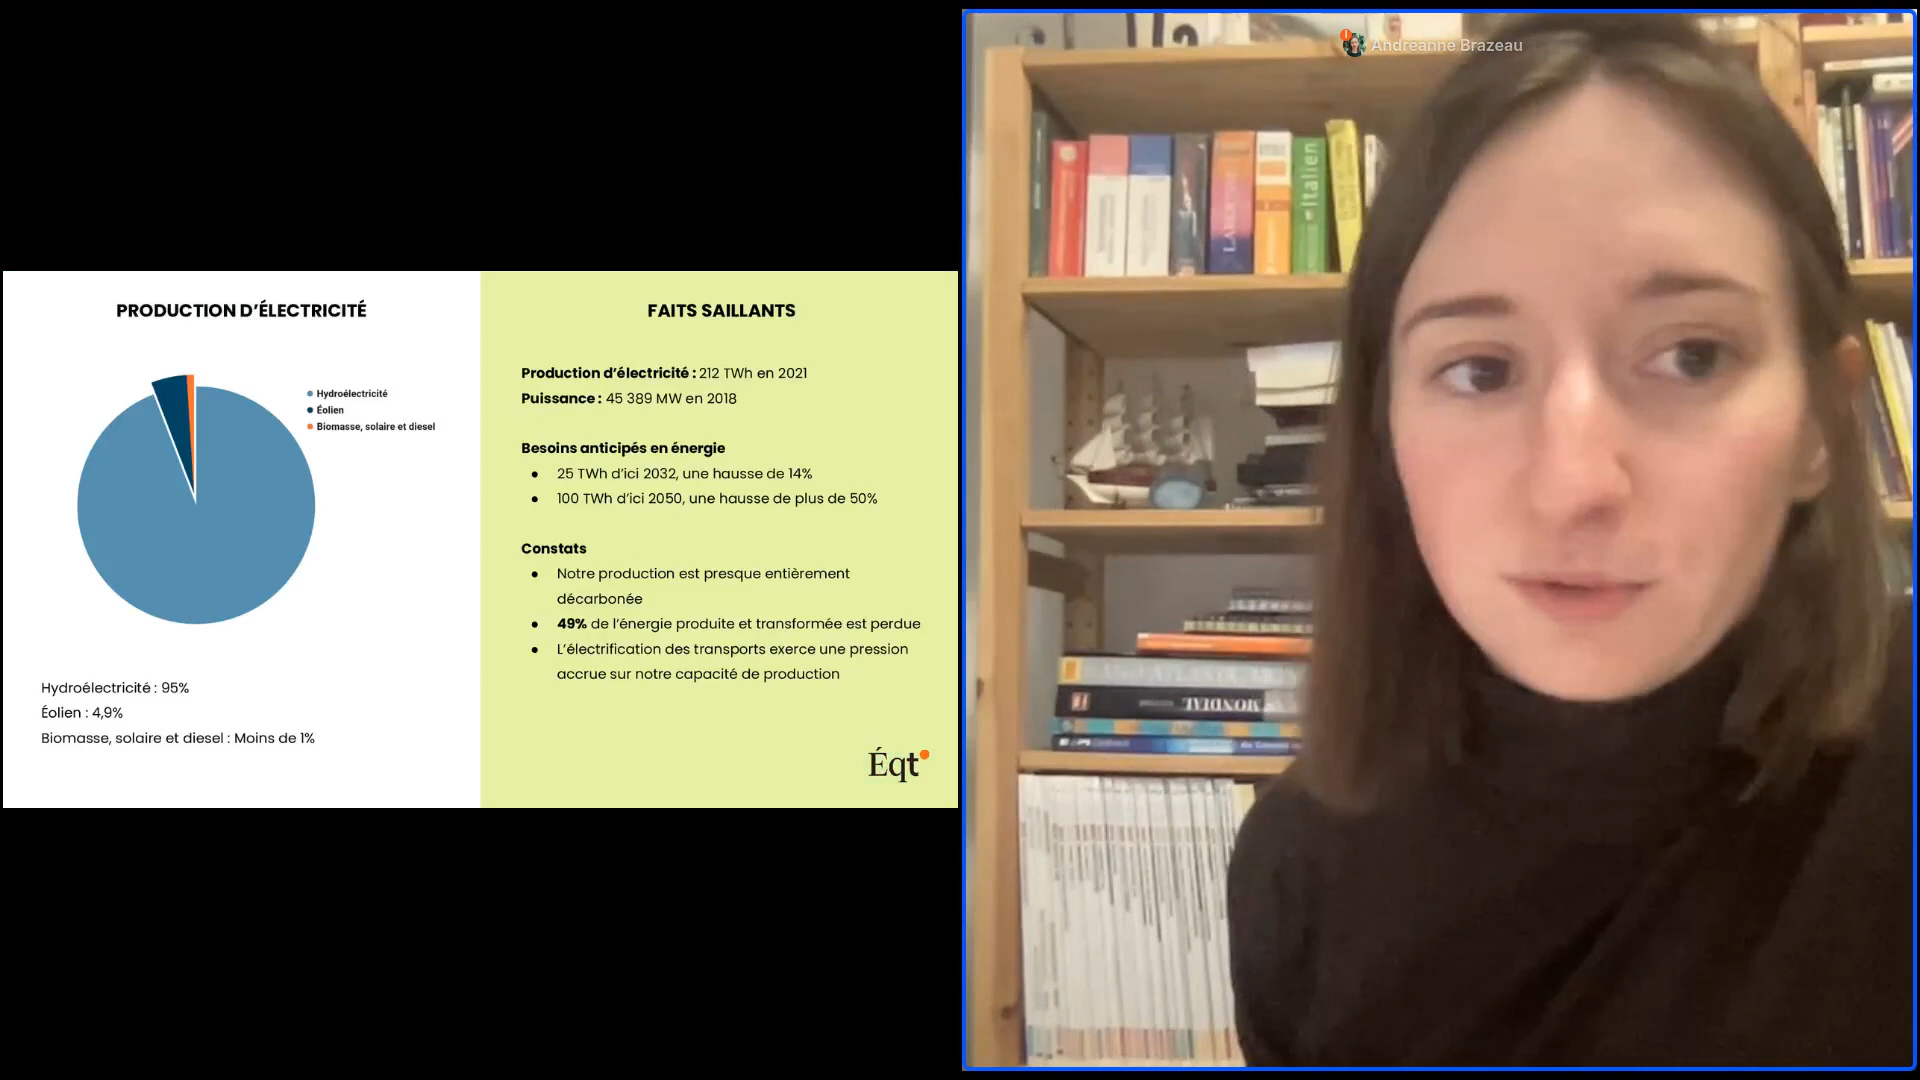 PRODUCTION D'ÉLECTRICITÉ
Hydroélectricité
Éolien
Biomasse, solaire et diesel
Hydroélectricité : 95%
Éolien : 4,9%
Biomasse, solaire et diesel : Moins de 1%
FAITS SAILLANTS
Production d'électricité : 212 TWh en 2021
Puissance : 45 389 MW en 2018
Besoins anticipés en énergie
● 25 TWh d'ici 2032, une hausse de 14%
● 100 TWh d'ici 2050, une hausse de plus de 50%
Constats
● Notre production est presque entièrement
décarbonée
● 49% de l'énergie produite et transformée est perdue
● L'électrification des transports exerce une pression
accrue sur notre capacité de production
Éqt
Andréanne Brazeau
Italien
MONDIAL